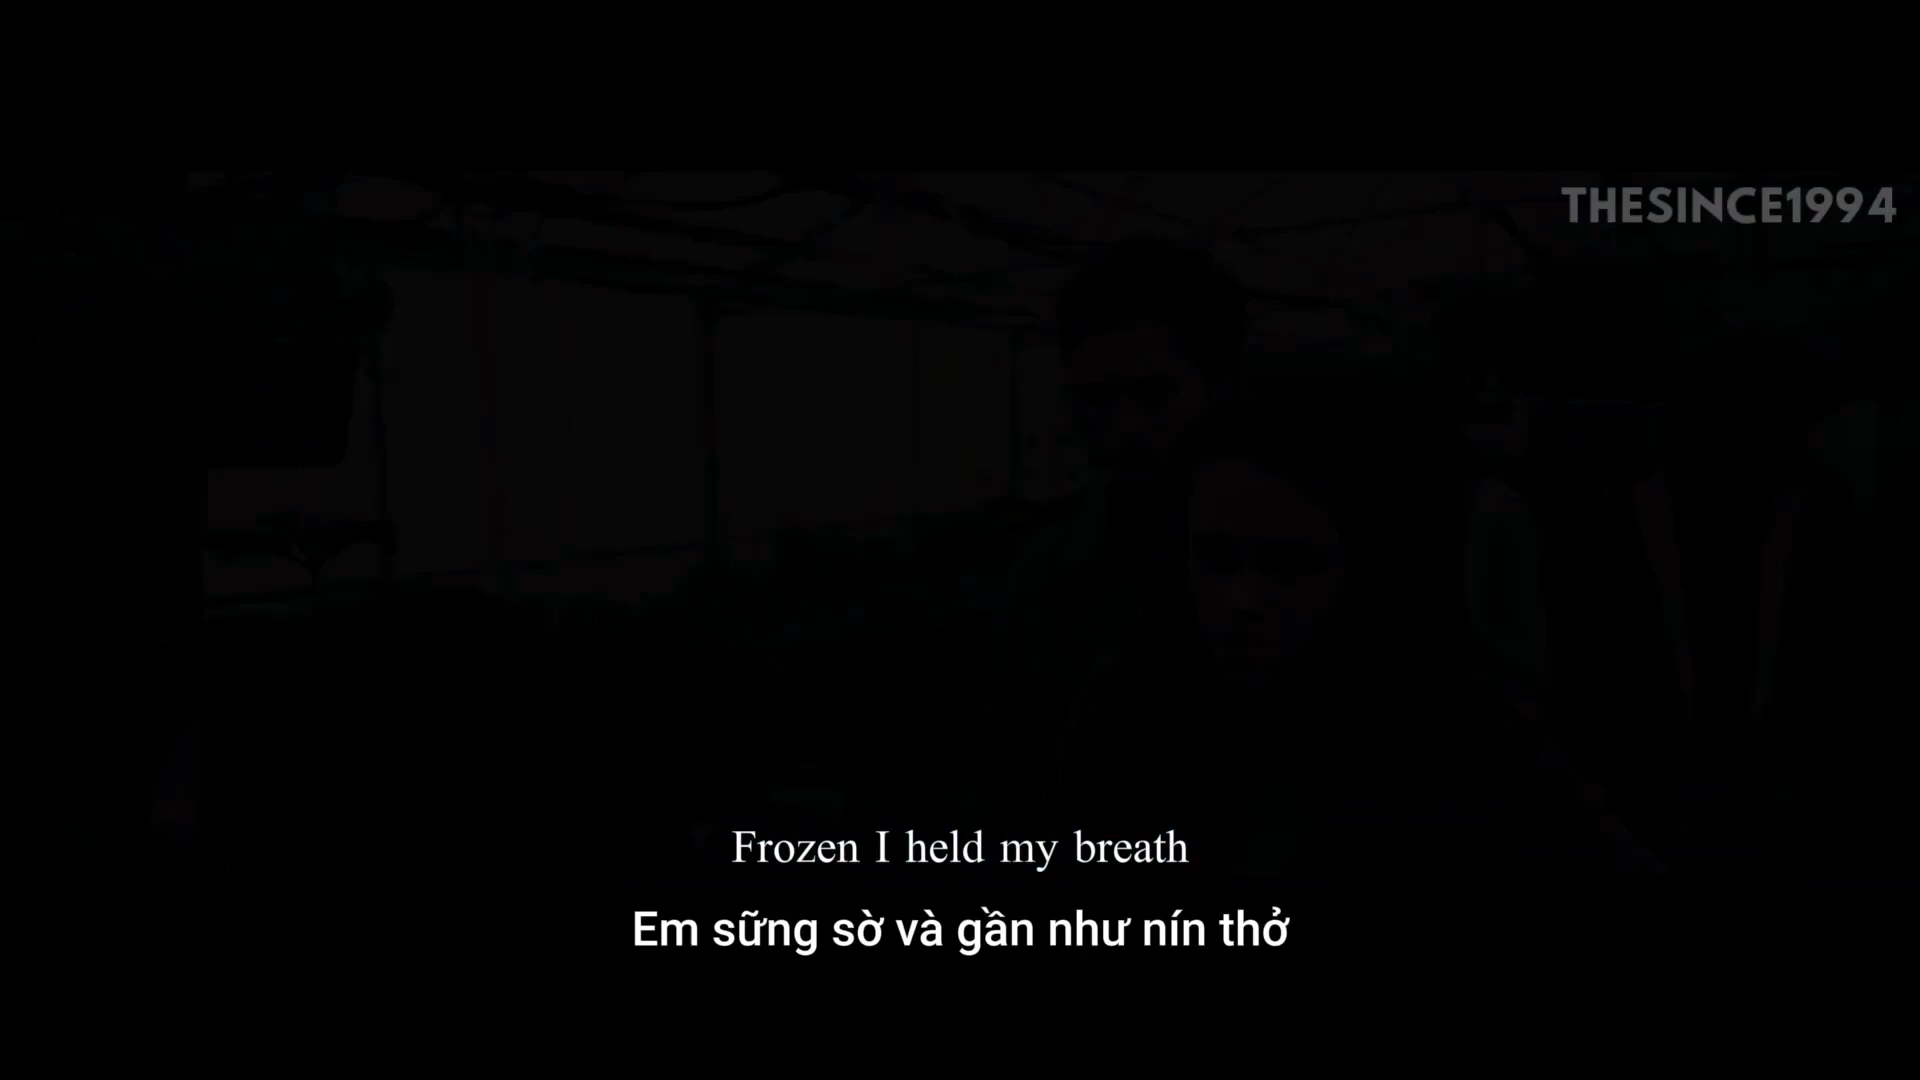 THESINCE1994
Frozen I held my breath
Em sững sờ và gần như nín thở